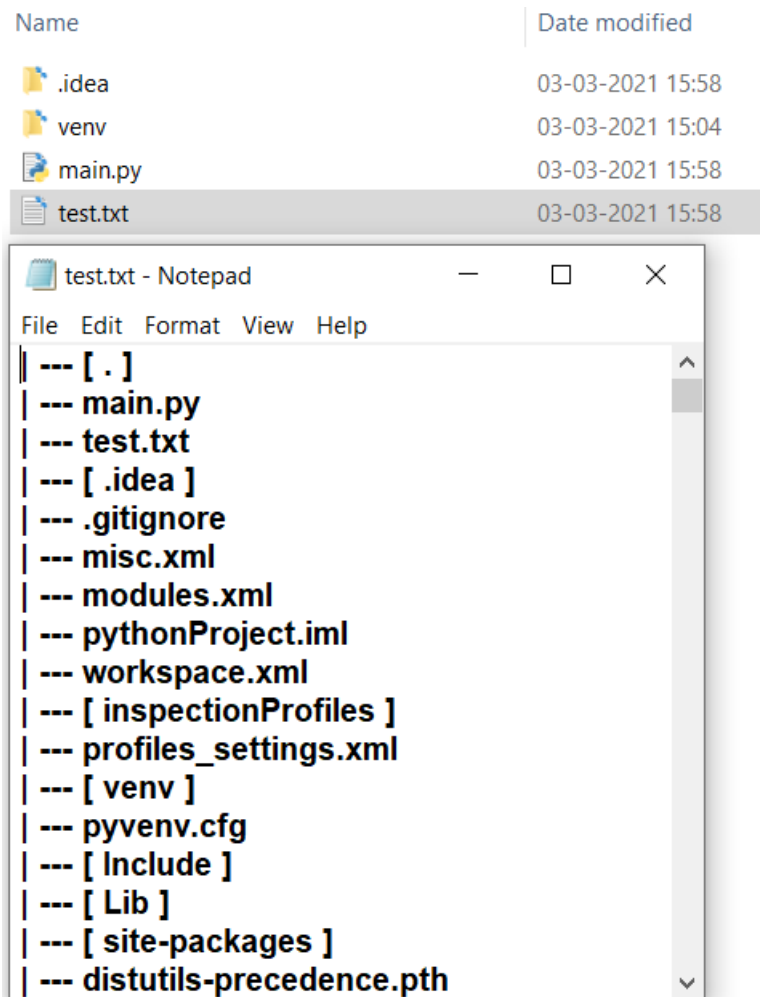 Name Date modified
.idea 03-03-2021 15:58
venv 03-03-2021 15:04
main.py 03-03-2021 15:58
test.txt 03-03-2021 15:58
test.txt - Notepad
File Edit Format View Help
| --- [ . ]
| --- main.py
| --- test.txt
| --- [ .idea ]
| --- .gitignore
| --- misc.xml
| --- modules.xml
| --- pythonProject.iml
| --- workspace.xml
| --- [ inspectionProfiles ]
| --- profiles_settings.xml
| --- [ venv ]
| --- pyvenv.cfg
| --- [ Include ]
| --- [ Lib ]
| --- [ site-packages ]
| --- distutils-precedence.pth